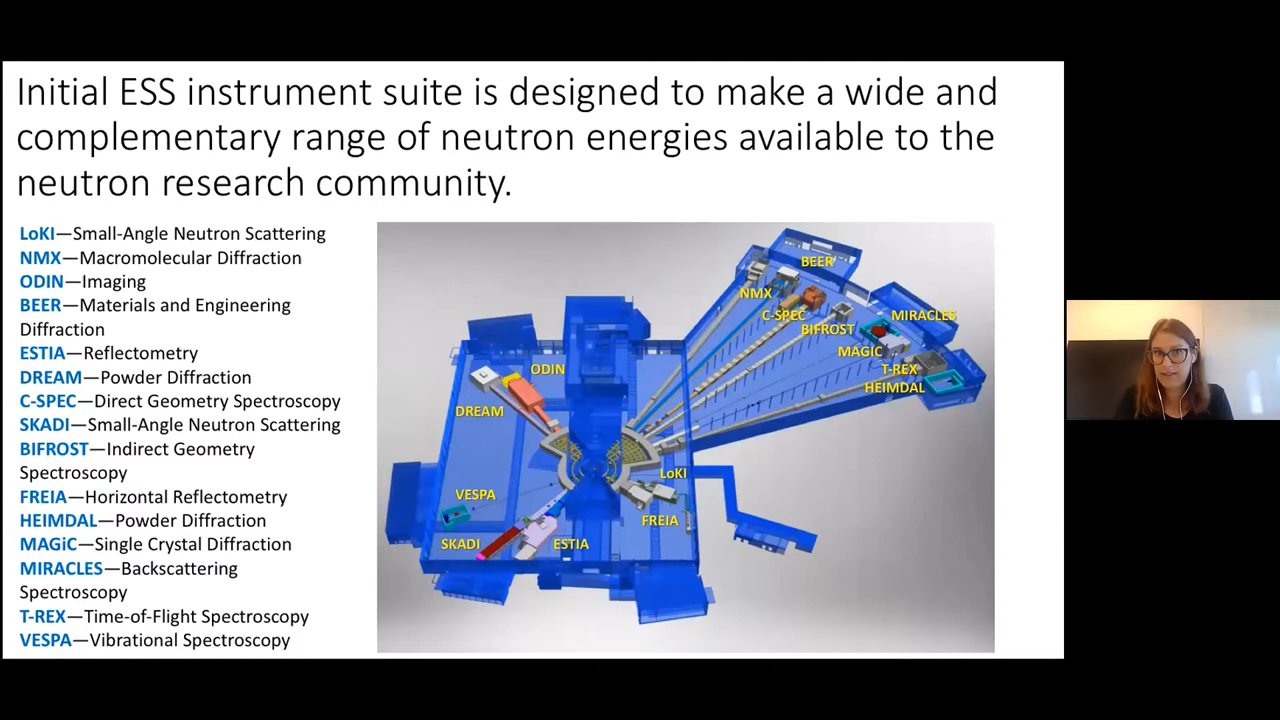 Initial ESS instrument suite is designed to make a wide and
complementary range of neutron energies available to the
neutron research community.
LoKI—Small-Angle Neutron Scattering
NMX—Macromolecular Diffraction
ODIN—Imaging
BEER—Materials and Engineering
Diffraction
ESTIA—Reflectometry
DREAM—Powder Diffraction
C-SPEC—Direct Geometry Spectroscopy
SKADI—Small-Angle Neutron Scattering
BIFROST—Indirect Geometry
Spectroscopy
FREIA—Horizontal Reflectometry
HEIMDAL—Powder Diffraction
MAGiC—Single Crystal Diffraction
MIRACLES—Backscattering
Spectroscopy
T-REX—Time-of-Flight Spectroscopy
VESPA—Vibrational Spectroscopy
BEER
NMX
C-SPEC
BIFROST
MIRACLES
MAGIC
T-REX
HEIMDAL
ODIN
DREAM
LoKI
VESPA
FREIA
SKADI
ESTIA